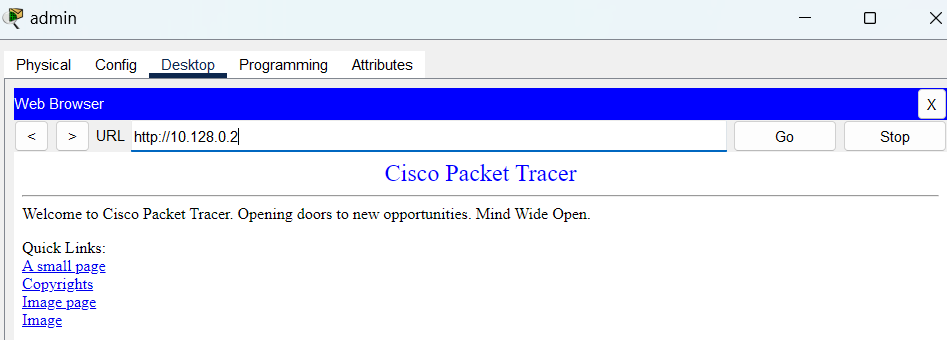 admin
Physical Config Desktop Programming Attributes
Web Browser X
< > URL http://10.128.0.2 Go Stop
Cisco Packet Tracer
Welcome to Cisco Packet Tracer. Opening doors to new opportunities. Mind Wide Open.
Quick Links:
A small page
Copyrights
Image page
Image